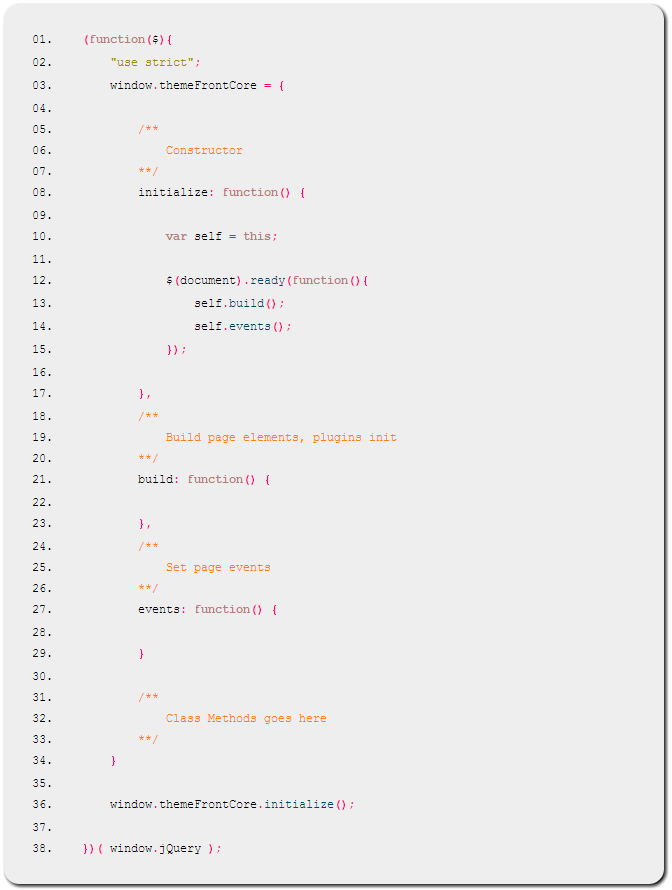 01. (function($){
02. "use strict";
03. window.themeFrontCore = {
04.
05. /**
06. Constructor
07. **/
08. initialize: function() {
09.
10. var self = this;
11.
12. $(document).ready(function(){
13. self.build();
14. self.events();
15. });
16.
17. },
18. /**
19. Build page elements, plugins init
20. **/
21. build: function() {
22.
23. },
24. /**
25. Set page events
26. **/
27. events: function() {
28.
29. }
30.
31. /**
32. Class Methods goes here
33. **/
34. }
35.
36. window.themeFrontCore.initialize();
37.
38. })( window.jQuery );